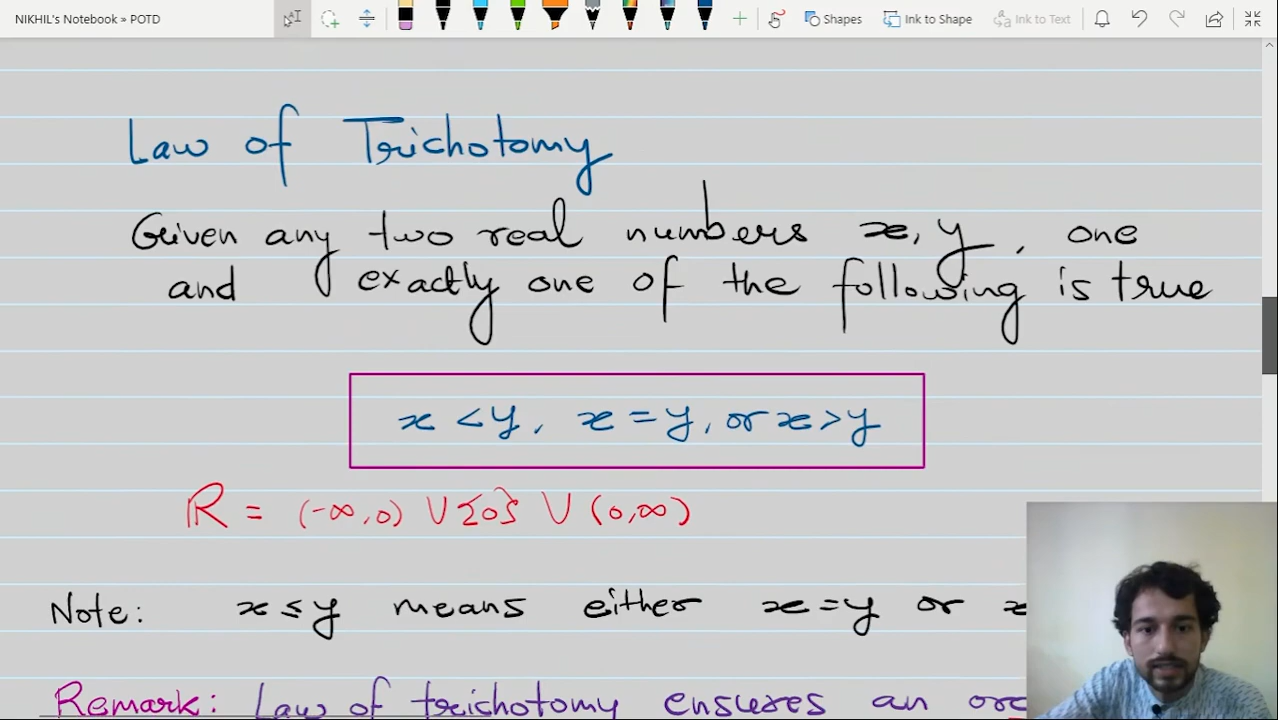 NIKHIL's Notebook » POTD
Shapes
Ink to Shape
Ink to Text
Law of Trichotomy
Given any two real numbers x, y, one
and exactly one of the following is true
x < y, x = y, or x > y
R = (-∞,0) ∪ {0} ∪ (0,∞)
Note: x ≤ y means either x = y or x
Remark: Law of trichotomy ensures an